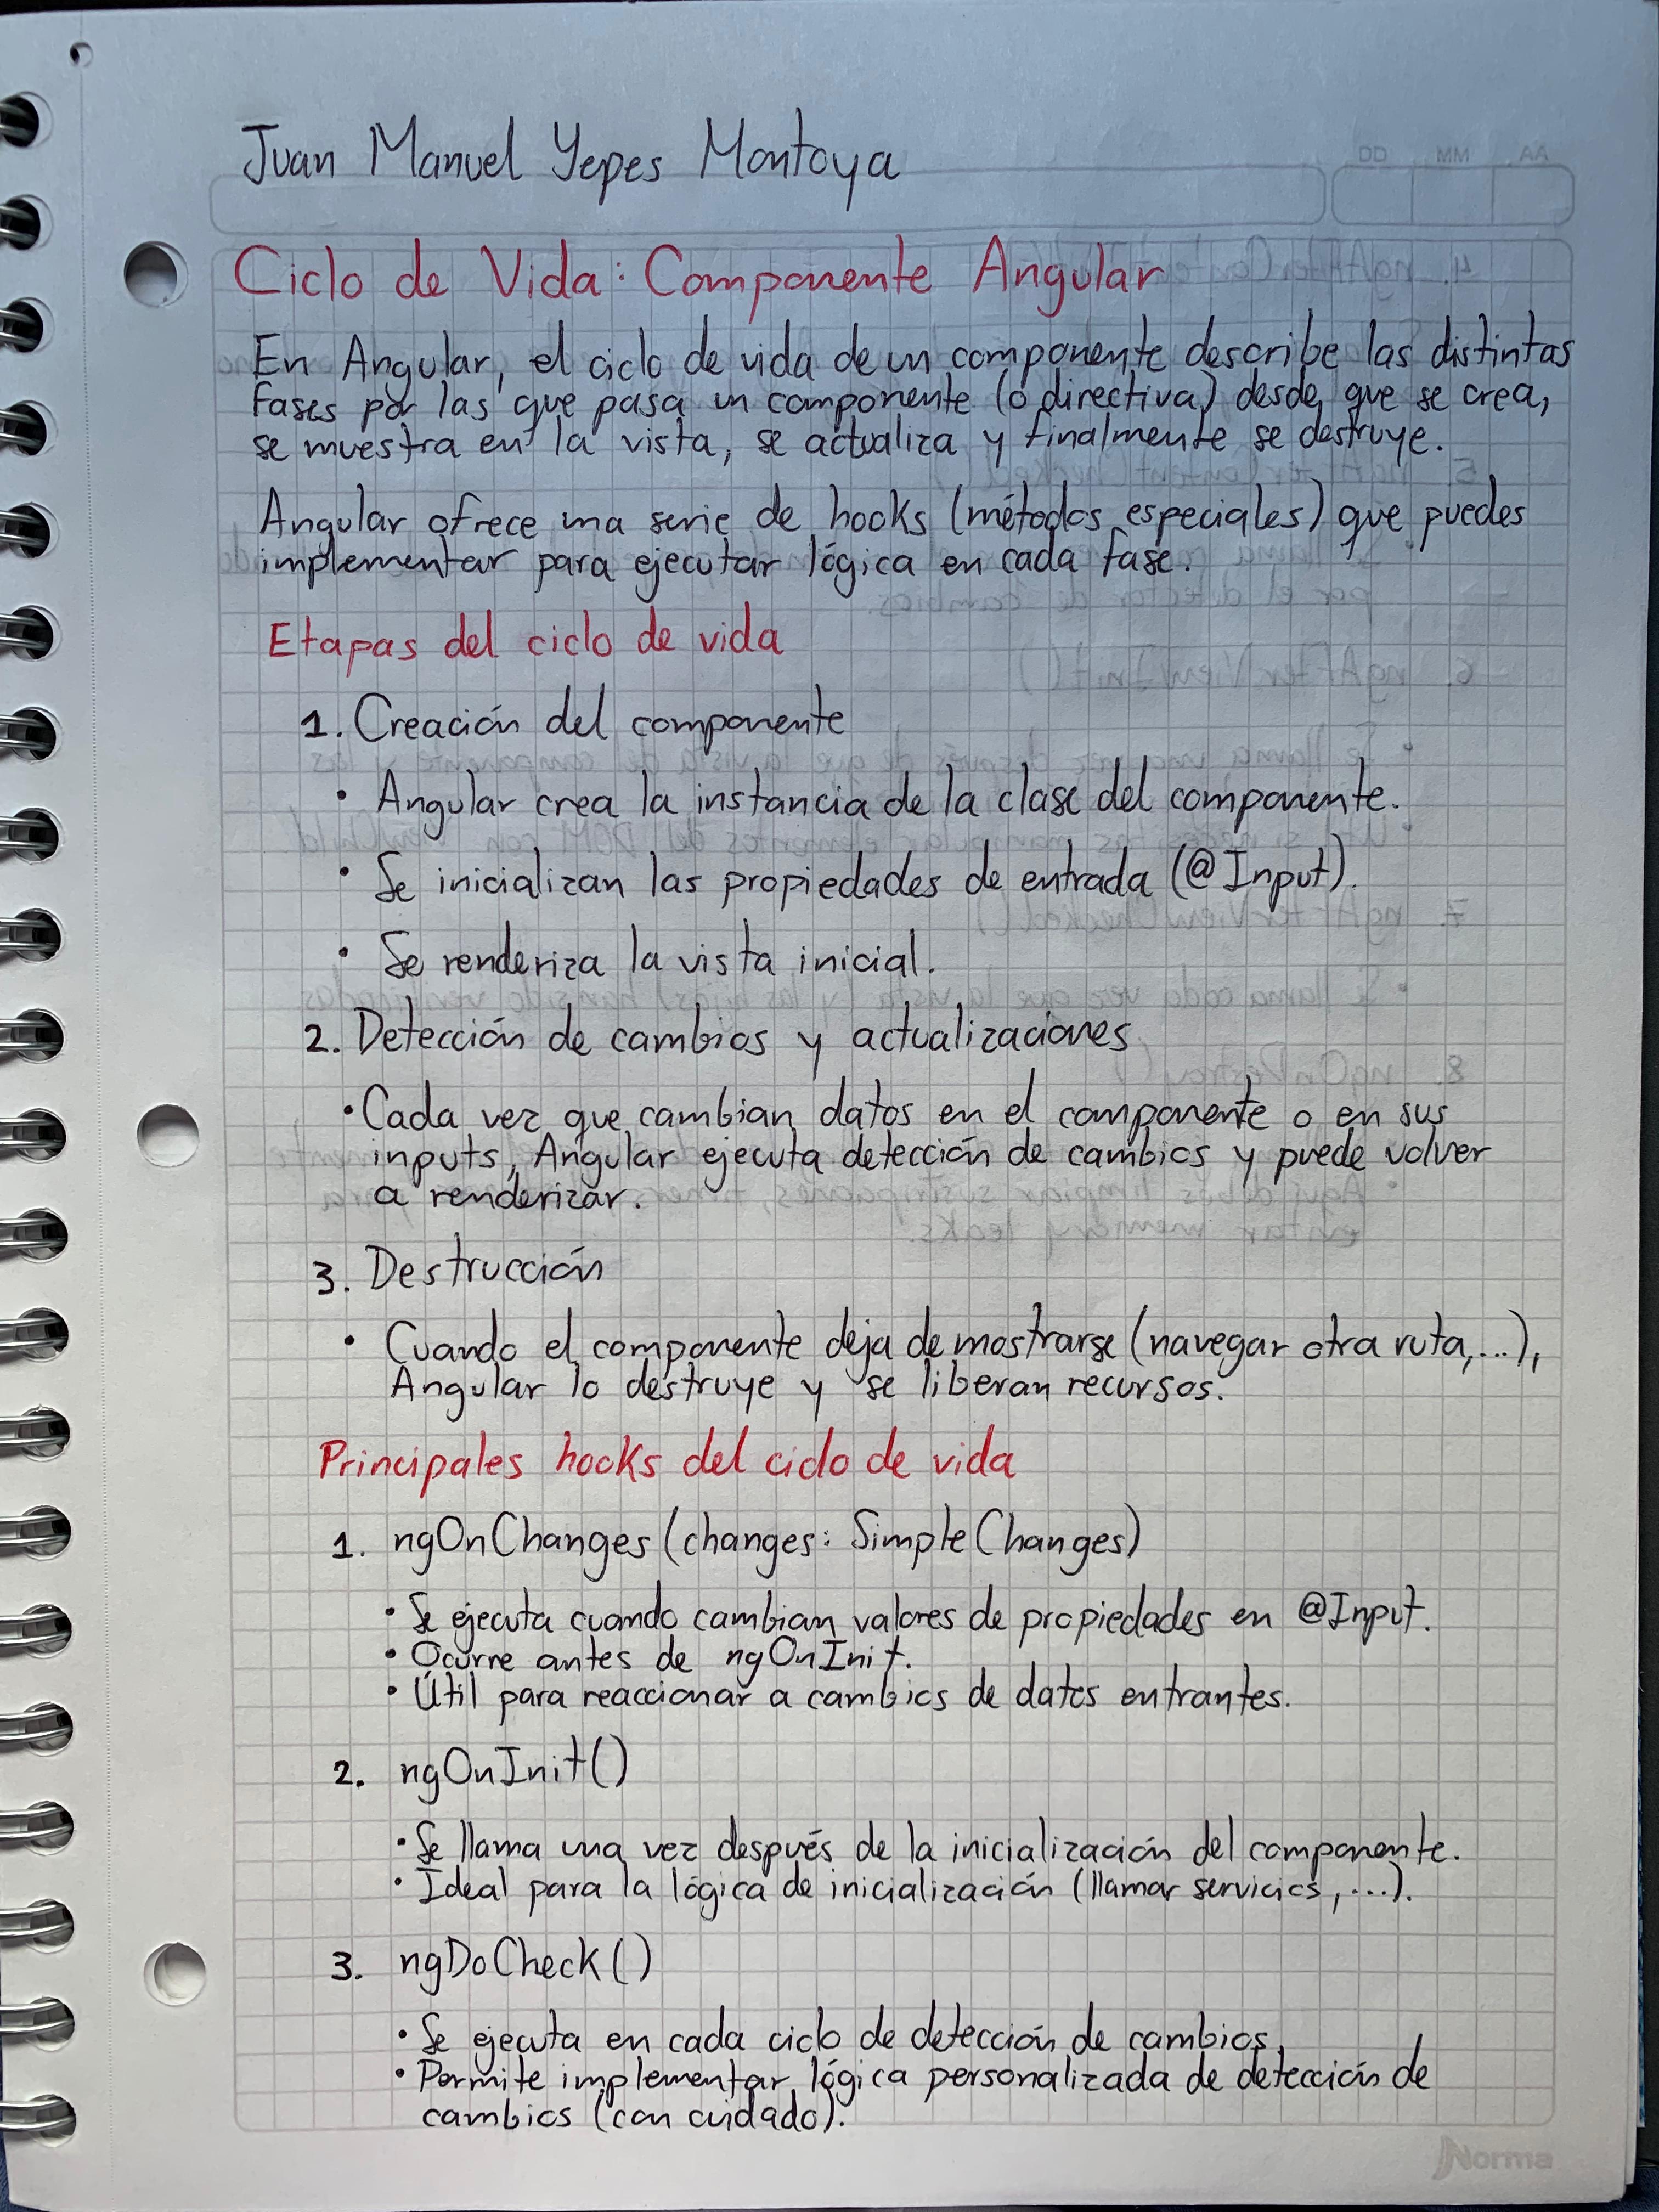 Juan Manuel Yepes Montoya
DD MM AA
Ciclo de Vida: Componente Angular
En Angular, el ciclo de vida de un componente describe las distintas
fases por las que pasa un componente (o directiva) desde que se crea,
se muestra en la vista, se actualiza y finalmente se destruye.
Angular ofrece una serie de hooks (métodos especiales) que puedes
implementar para ejecutar lógica en cada fase.
Etapas del ciclo de vida
1. Creación del componente
• Angular crea la instancia de la clase del componente.
• Se inicializan las propiedades de entrada (@Input).
• Se renderiza la vista inicial.
2. Detección de cambios y actualizaciones
• Cada vez que cambian datos en el componente o en sus
inputs, Angular ejecuta detección de cambios y puede volver
a renderizar.
3. Destrucción
• Cuando el componente deja de mostrarse (navegar otra ruta,...),
Angular lo destruye y se liberan recursos.
Principales hooks del ciclo de vida
1. ngOnChanges(changes: SimpleChanges)
• Se ejecuta cuando cambian valores de propiedades en @Input.
• Ocurre antes de ngOnInit.
• Útil para reaccionar a cambios de datos entrantes.
2. ngOnInit()
• Se llama una vez después de la inicialización del componente.
• Ideal para la lógica de inicialización (llamar servicios, ...).
3. ngDoCheck()
• Se ejecuta en cada ciclo de detección de cambios.
• Permite implementar lógica personalizada de detección de
cambios (con cuidado).
Norma